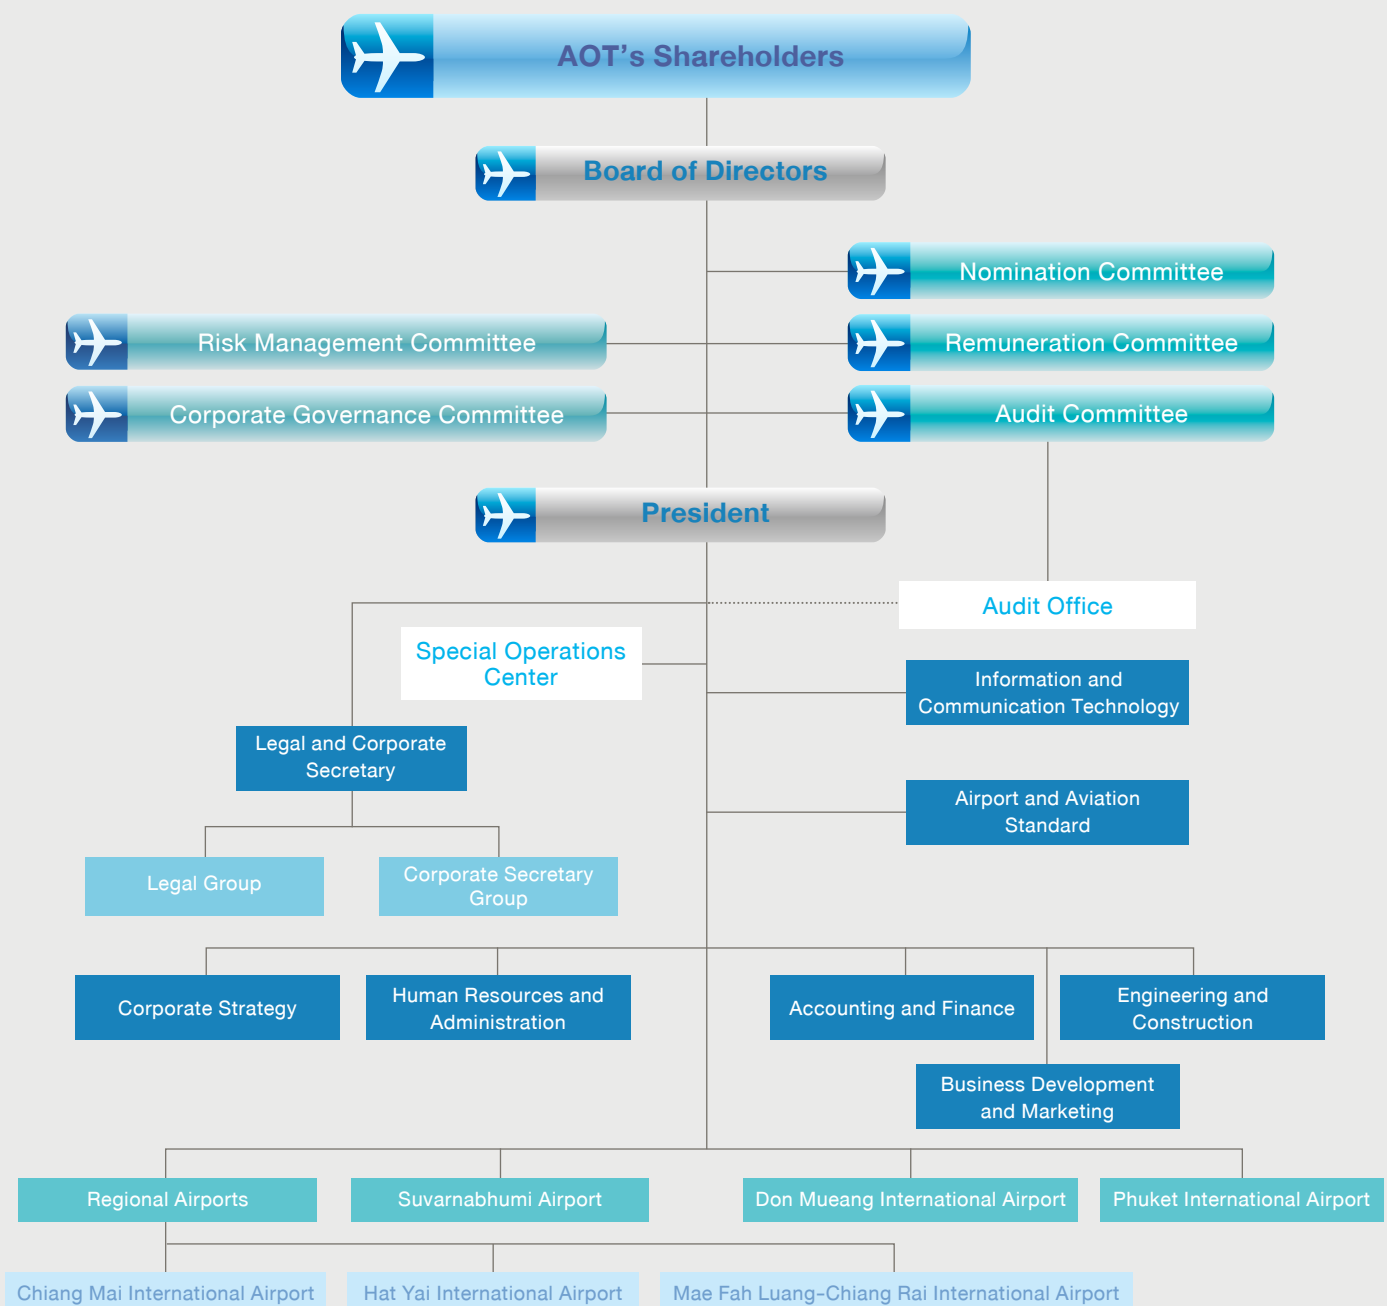 AOT's Shareholders
Board of Directors
Nomination Committee
Risk Management Committee
Remuneration Committee
Corporate Governance Committee
Audit Committee
President
Audit Office
Special Operations
Center
Information and
Communication Technology
Legal and Corporate
Secretary
Airport and Aviation
Standard
Legal Group
Corporate Secretary
Group
Corporate Strategy
Human Resources and
Administration
Accounting and Finance
Engineering and
Construction
Business Development
and Marketing
Regional Airports
Suvarnabhumi Airport
Don Mueang International Airport
Phuket International Airport
Chiang Mai International Airport
Hat Yai International Airport
Mae Fah Luang-Chiang Rai International Airport